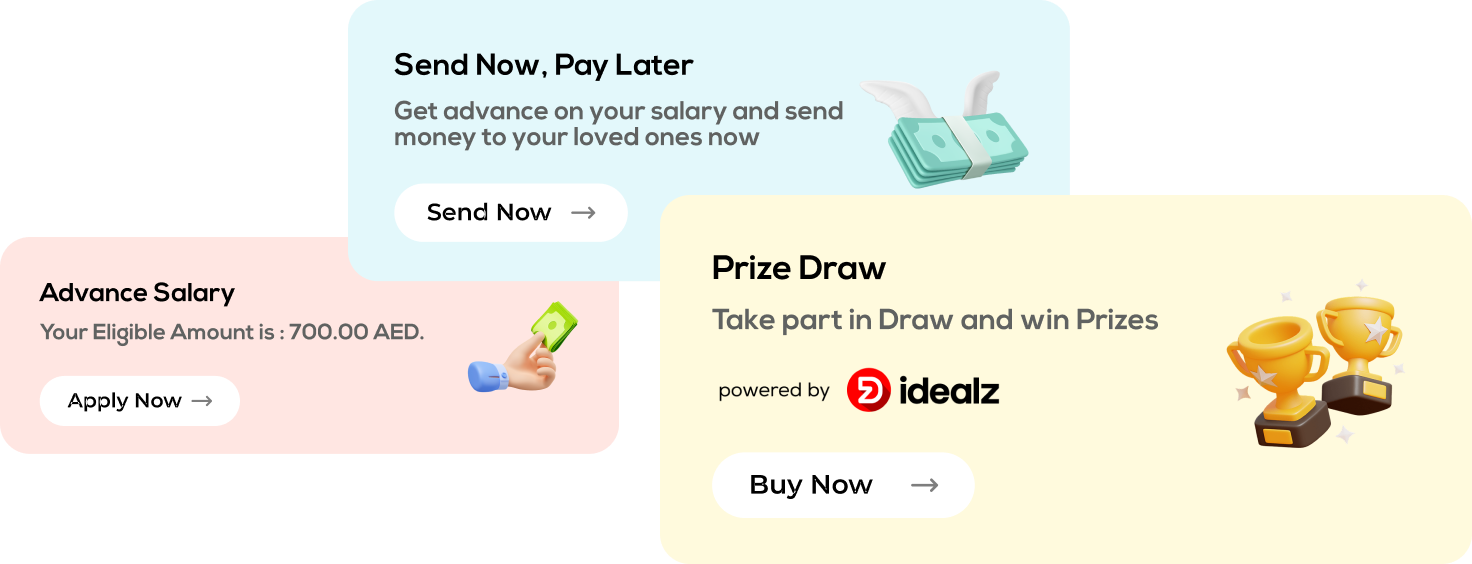 Send Now, Pay Later
Get advance on your salary and send
money to your loved ones now
Send Now
Advance Salary
Your Eligible Amount is : 700.00 AED.
Apply Now
Prize Draw
Take part in Draw and win Prizes
powered by idealz
Buy Now